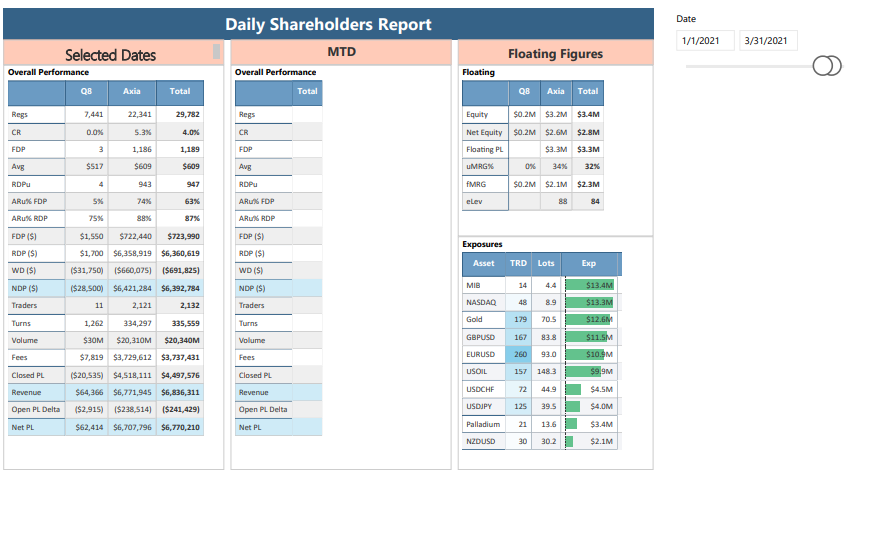 Daily Shareholders Report
Date
1/1/2021 3/31/2021
Selected Dates
Overall Performance
Q8 Axia Total
Regs 7,441 22,341 29,782
CR 0.0% 5.3% 4.0%
FDP 3 1,186 1,189
Avg $517 $609 $609
RDPu 4 943 947
ARu% FDP 5% 74% 63%
ARu% RDP 75% 88% 87%
FDP ($) $1,550 $722,440 $723,990
RDP ($) $1,700 $6,358,919 $6,360,619
WD ($) ($31,750) ($660,075) ($691,825)
NDP ($) ($28,500) $6,421,284 $6,392,784
Traders 11 2,121 2,132
Turns 1,262 334,297 335,559
Volume $30M $20,310M $20,340M
Fees $7,819 $3,729,612 $3,737,431
Closed PL ($20,535) $4,518,111 $4,497,576
Revenue $64,366 $6,771,945 $6,836,311
Open PL Delta ($2,915) ($238,514) ($241,429)
Net PL $62,414 $6,707,796 $6,770,210
MTD
Overall Performance
Total
Regs
CR
FDP
Avg
RDPu
ARu% FDP
ARu% RDP
FDP ($)
RDP ($)
WD ($)
NDP ($)
Traders
Turns
Volume
Fees
Closed PL
Revenue
Open PL Delta
Net PL
Floating Figures
Floating
Q8 Axia Total
Equity $0.2M $3.2M $3.4M
Net Equity $0.2M $2.6M $2.8M
Floating PL $3.3M $3.3M
uMRG% 0% 34% 32%
fMRG $0.2M $2.1M $2.3M
eLev 88 84
Exposures
Asset TRD Lots Exp
MIB 14 4.4 $13.4M
NASDAQ 48 8.9 $13.3M
Gold 179 70.5 $12.6M
GBPUSD 167 83.8 $11.5M
EURUSD 260 93.0 $10.9M
USOIL 157 148.3 $9.9M
USDCHF 72 44.9 $4.5M
USDJPY 125 39.5 $4.0M
Palladium 21 13.6 $3.4M
NZDUSD 30 30.2 $2.1M